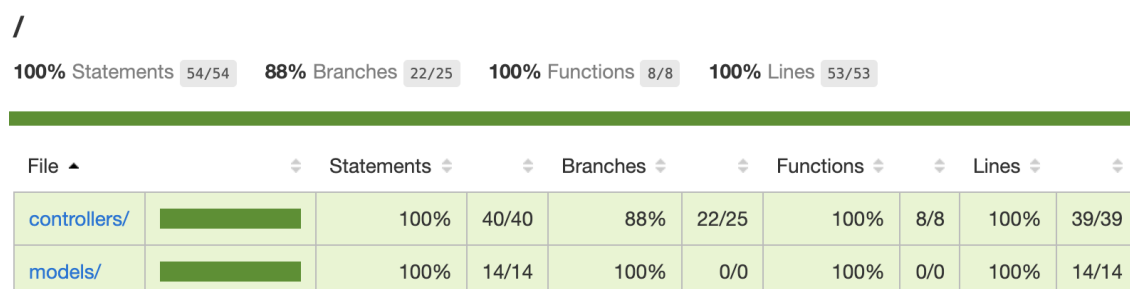 /
100% Statements 54/54 88% Branches 22/25 100% Functions 8/8 100% Lines 53/53
File Statements Branches Functions Lines
controllers/ 100% 40/40 88% 22/25 100% 8/8 100% 39/39
models/ 100% 14/14 100% 0/0 100% 0/0 100% 14/14